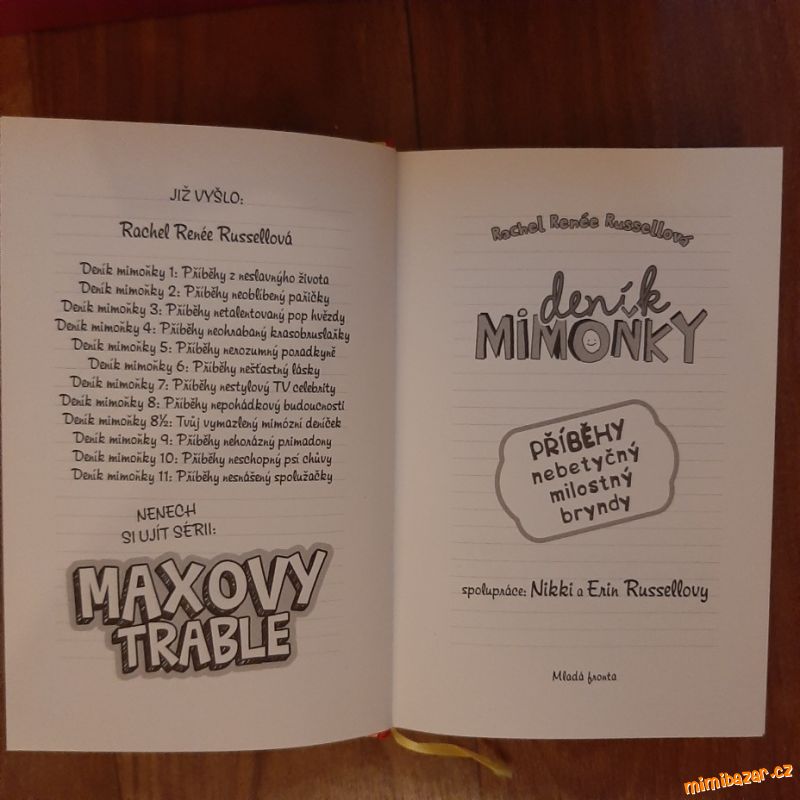 JIŽ VYŠLO:
Rachel Renée Russellová
Deník mimoňky 1: Příběhy z neslavnýho života
Deník mimoňky 2: Příběhy neoblíbený pařičky
Deník mimoňky 3: Příběhy netalentovaný pop hvězdy
Deník mimoňky 4: Příběhy neohrabaný krasobruslařky
Deník mimoňky 5: Příběhy nerozumný poradkyně
Deník mimoňky 6: Příběhy nešťastný lásky
Deník mimoňky 7: Příběhy nestylový TV celebrity
Deník mimoňky 8: Příběhy nepohádkový budoucnosti
Deník mimoňky 8½: Tvůj vymazlený mimózní deníček
Deník mimoňky 9: Příběhy nehorázný primadony
Deník mimoňky 10: Příběhy neschopný psí chůvy
Deník mimoňky 11: Příběhy nesnášený spolužačky
NENECH
SI UJÍT SÉRII:
MAXOVY
TRABLE
Rachel Renée Russellová
deník
MIMOŇKY
PŘÍBĚHY
nebetyčný
milostný
bryndy
spolupráce: Nikki a Erin Russellovy
Mladá fronta
mimibazar.cz